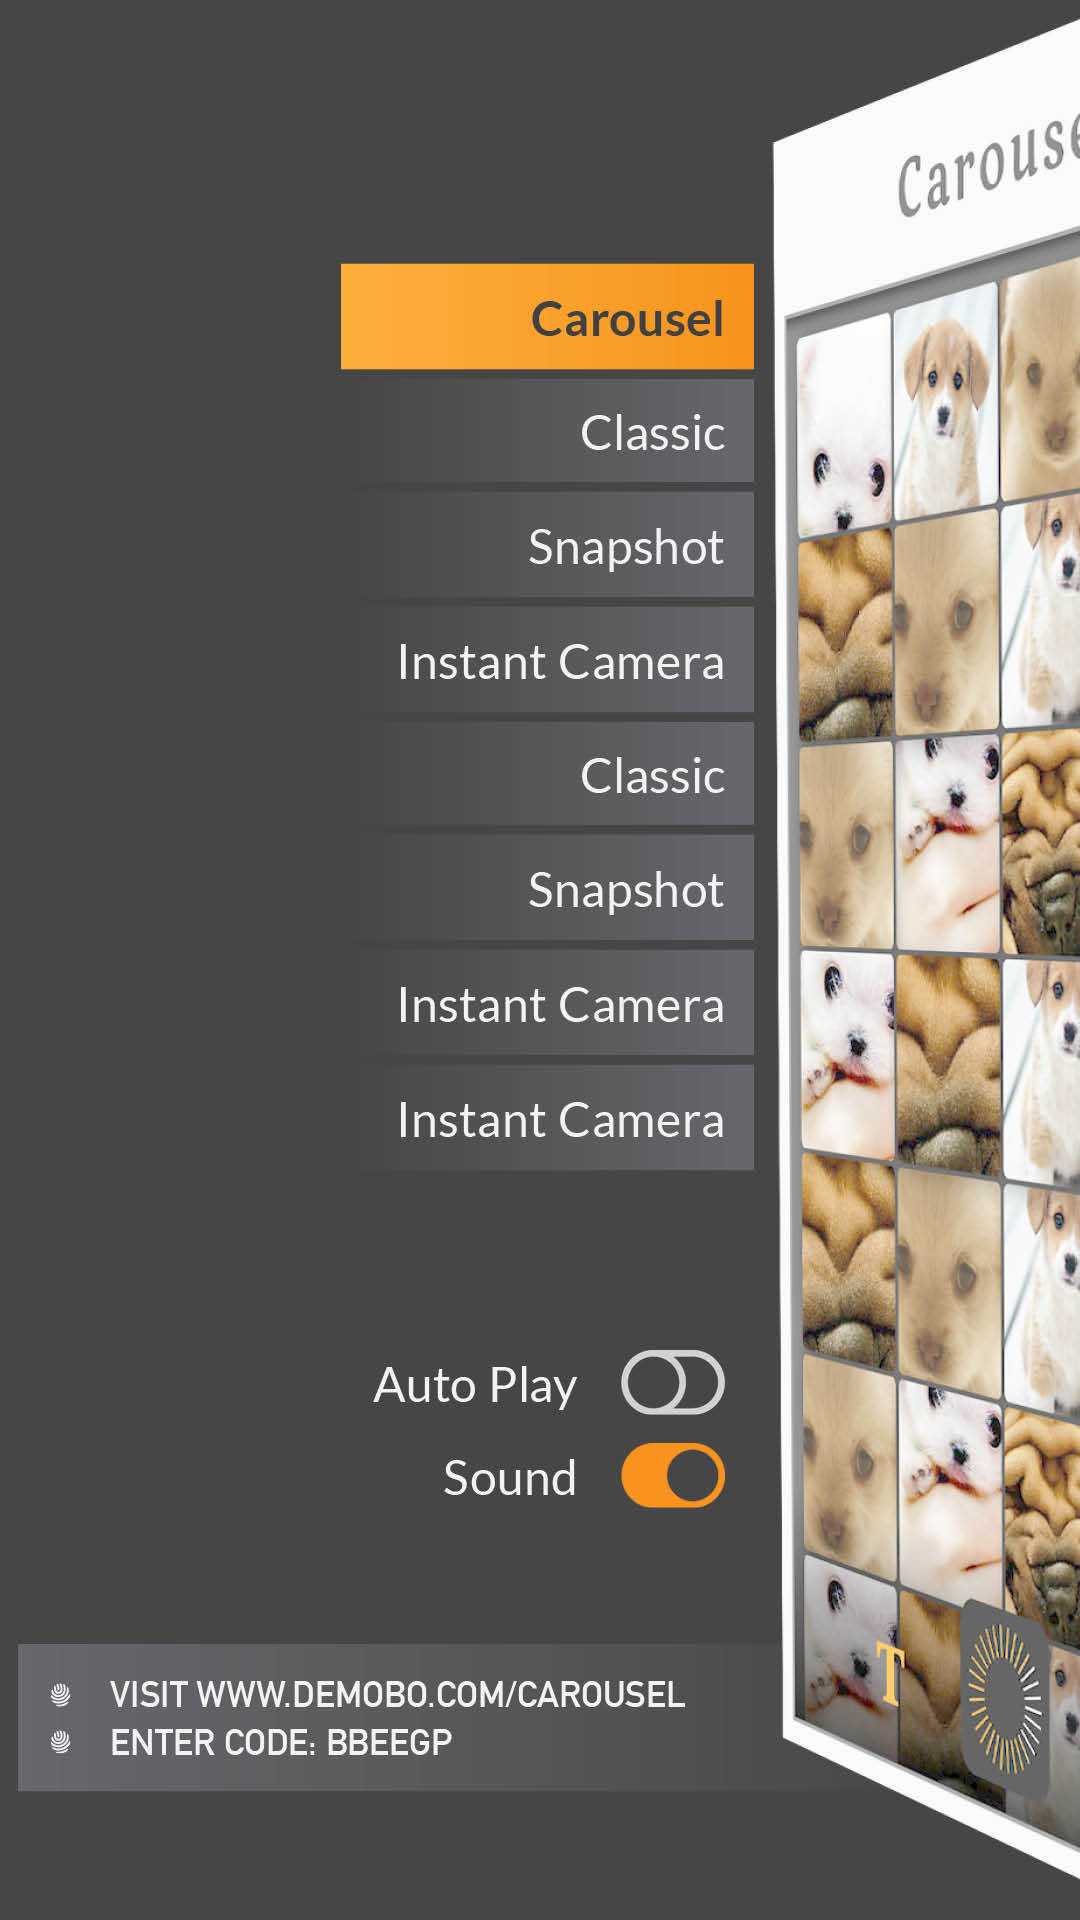 Carouse
Carousel
Classic
Snapshot
Instant Camera
Classic
Snapshot
Instant Camera
Instant Camera
Auto Play
Sound
T
VISIT WWW.DEMOBO.COM/CAROUSEL
ENTER CODE: BBEEGP